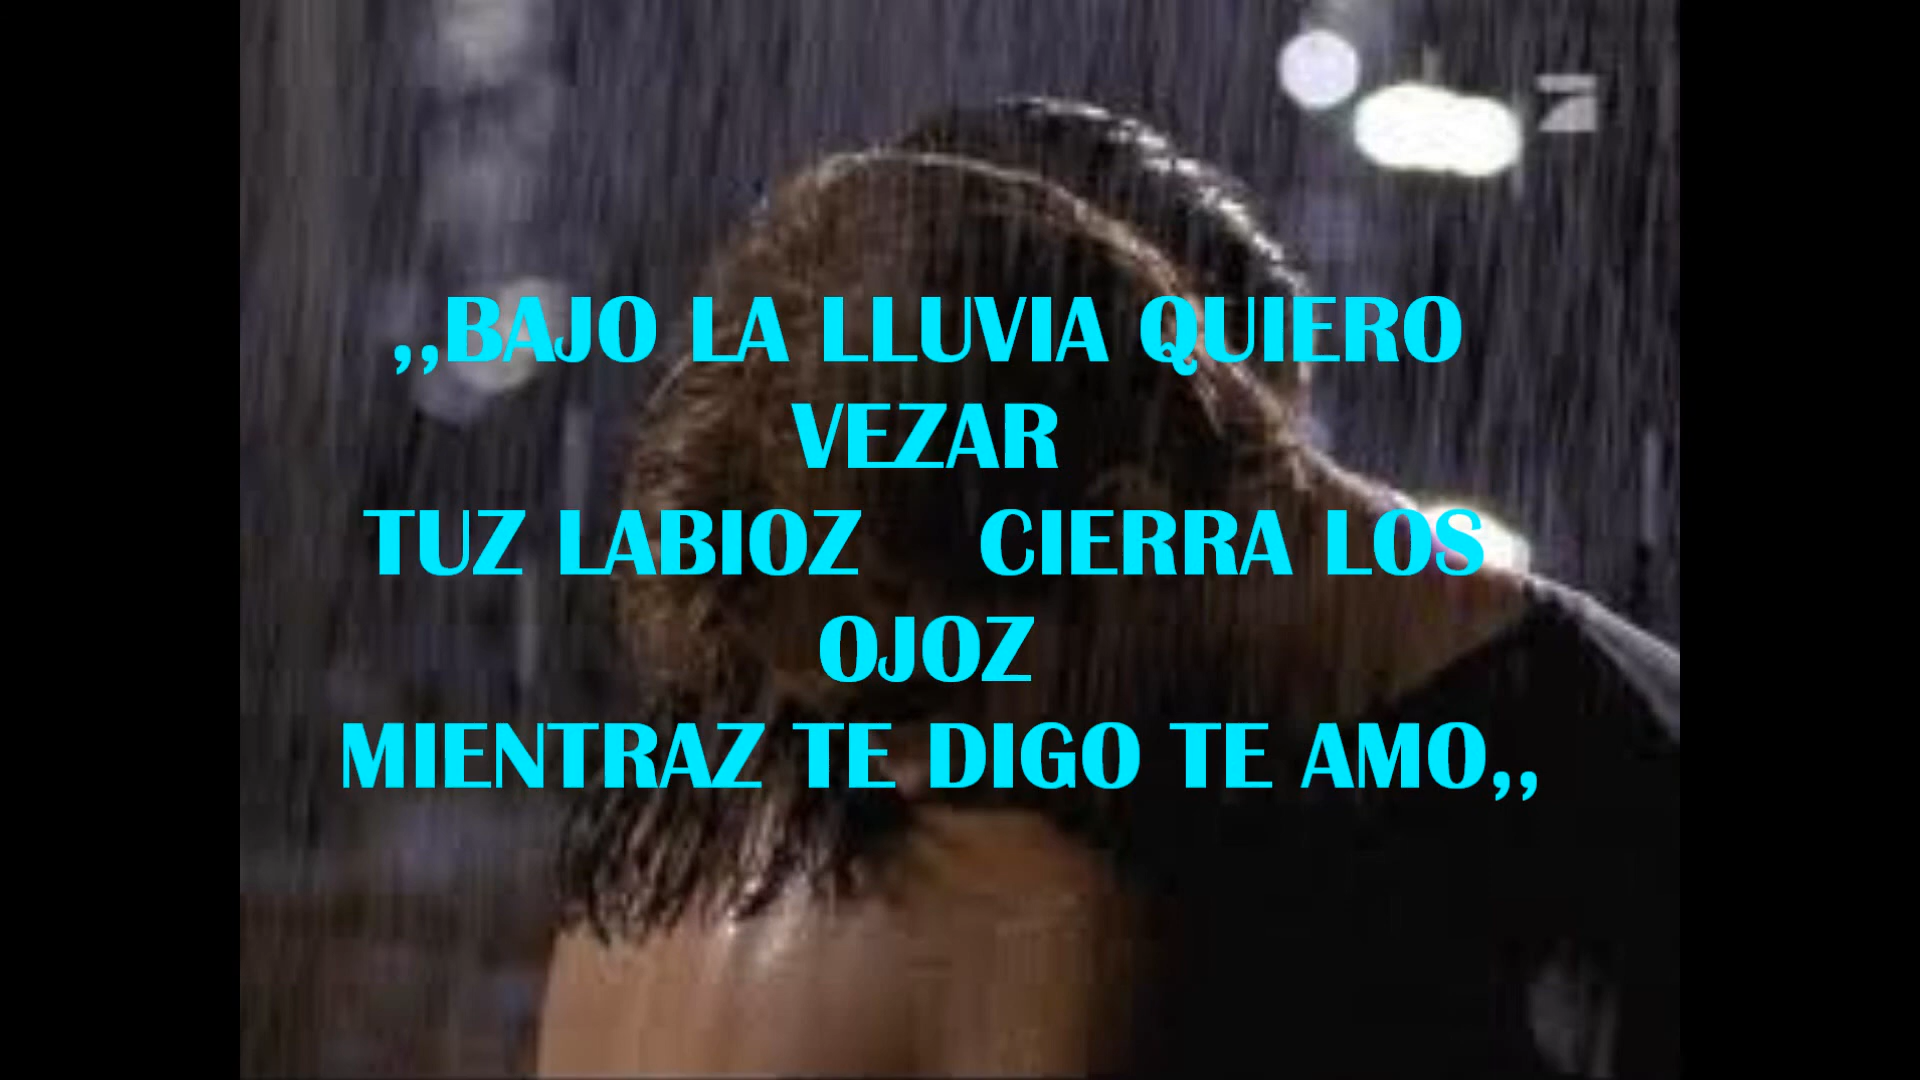 ,,BAJO LA LLUVIA QUIERO
VEZAR
TUZ LABIOZ CIERRA LOS
OJOZ
MIENTRAZ TE DIGO TE AMO,,